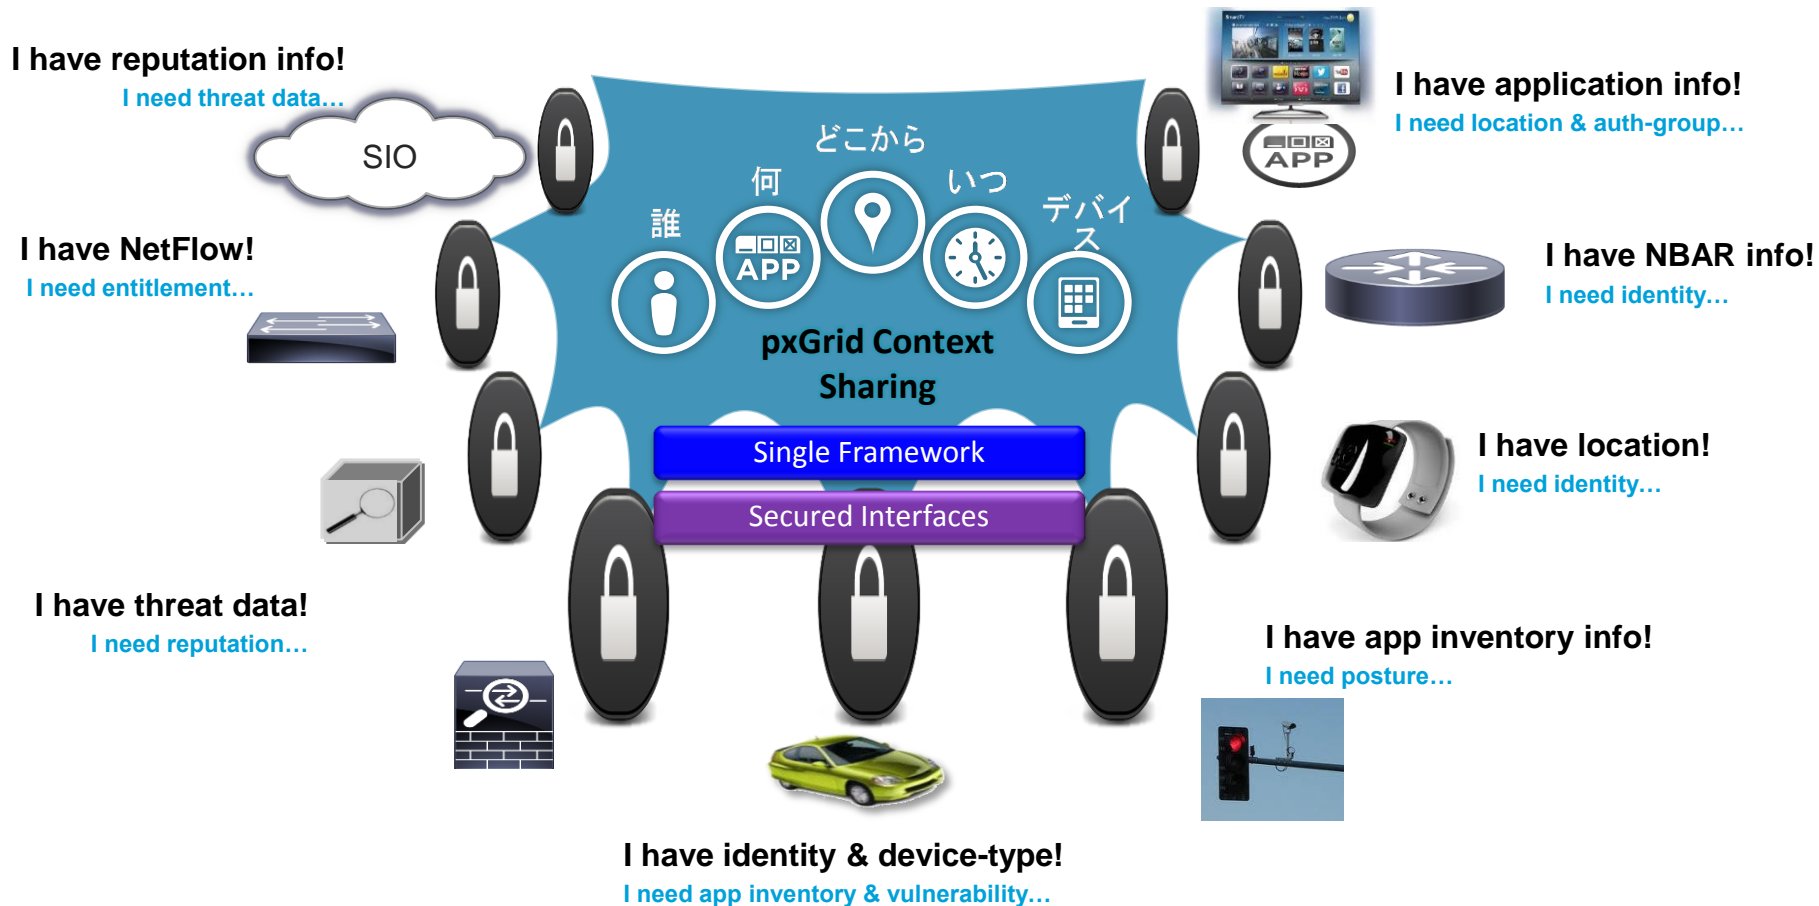 I have reputation info!
I need threat data…
SIO
I have NetFlow!
I need entitlement…
I have threat data!
I need reputation…
どこから
何
いつ
誰
デバイ
ス
APP
pxGrid Context
Sharing
Single Framework
Secured Interfaces
I have identity & device-type!
I need app inventory & vulnerability…
I have application info!
I need location & auth-group…
APP
I have NBAR info!
I need identity…
I have location!
I need identity…
I have app inventory info!
I need posture…